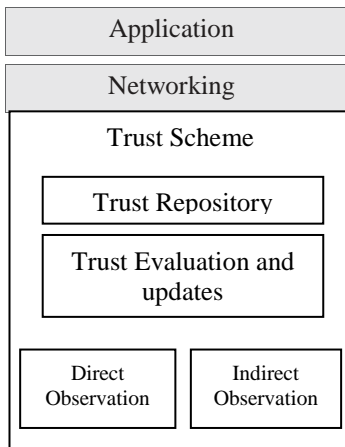 Application
Networking
Trust Scheme
Trust Repository
Trust Evaluation and
updates
Direct
Observation
Indirect
Observation